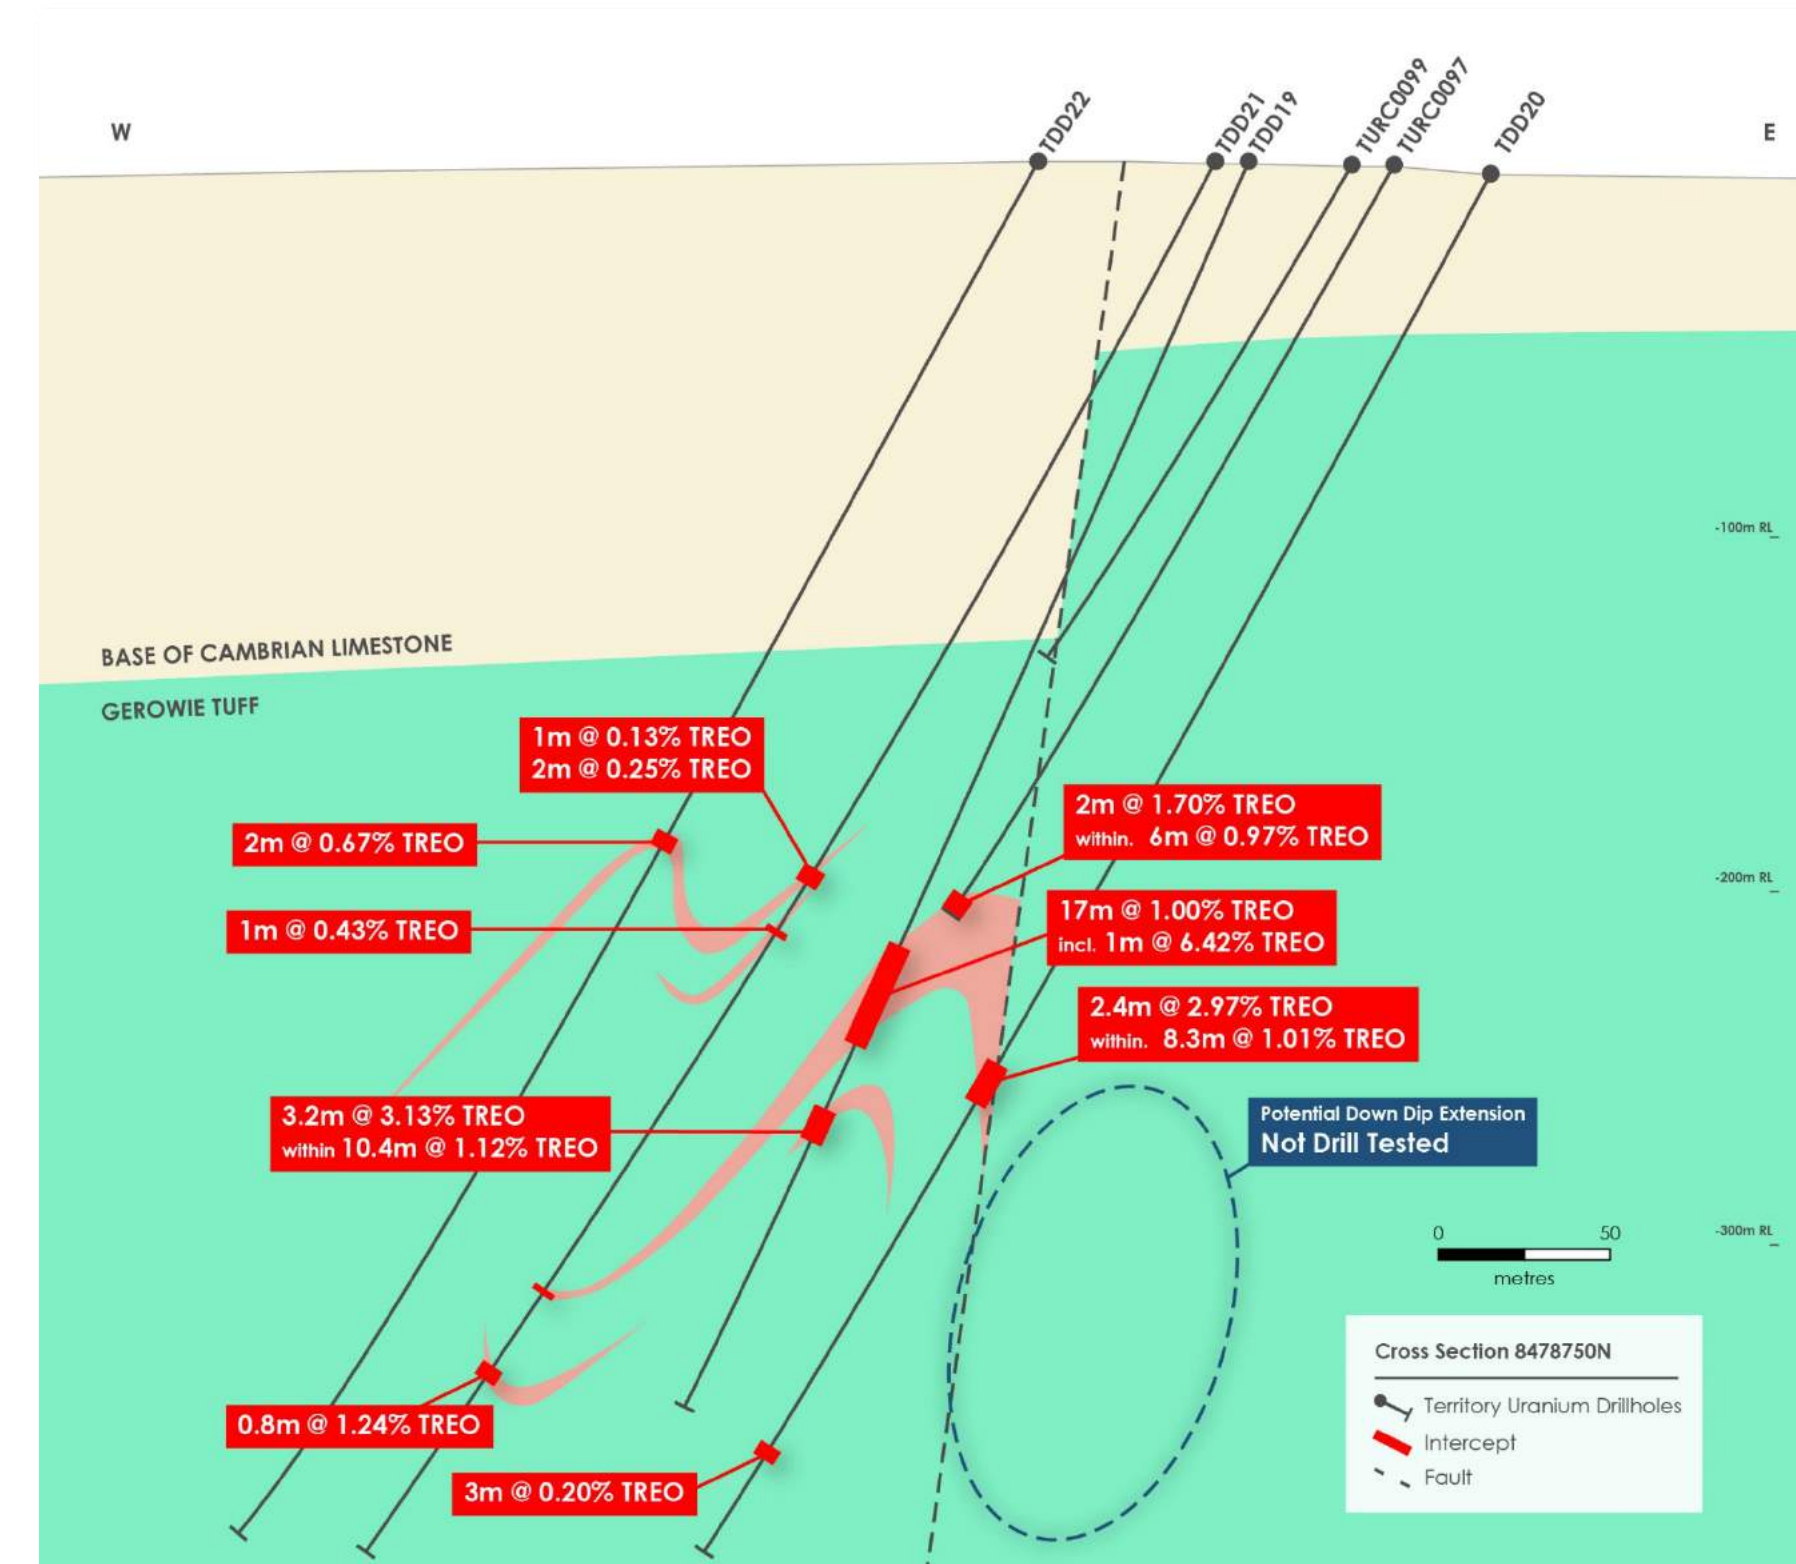 W
TDD22
TDD21
TDD19
TURC0099
TURC0097
TDD20
E
-100m RL
BASE OF CAMBRIAN LIMESTONE
GEROWIE TUFF
1m @ 0.13% TREO
2m @ 0.25% TREO
2m @ 0.67% TREO
2m @ 1.70% TREO
within. 6m @ 0.97% TREO
-200m RL
1m @ 0.43% TREO
17m @ 1.00% TREO
incl. 1m @ 6.42% TREO
2.4m @ 2.97% TREO
within. 8.3m @ 1.01% TREO
3.2m @ 3.13% TREO
within 10.4m @ 1.12% TREO
Potential Down Dip Extension
Not Drill Tested
0 50
metres
-300m RL
Cross Section 8478750N
Territory Uranium Drillholes
Intercept
Fault
0.8m @ 1.24% TREO
3m @ 0.20% TREO